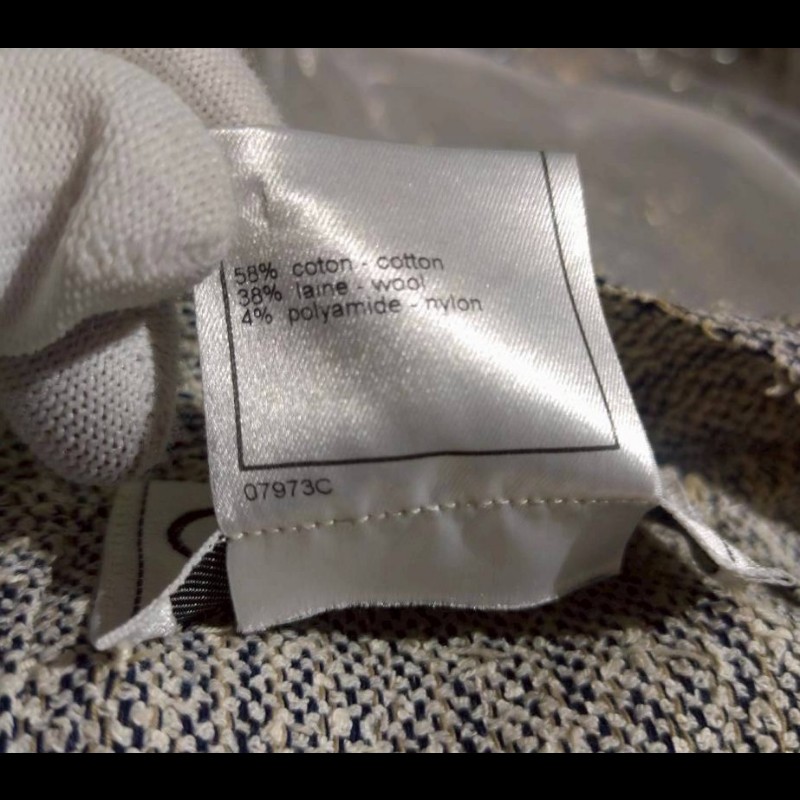 58% coton - cotton
38% laine - wool
4% polyamide - nylon
07973C